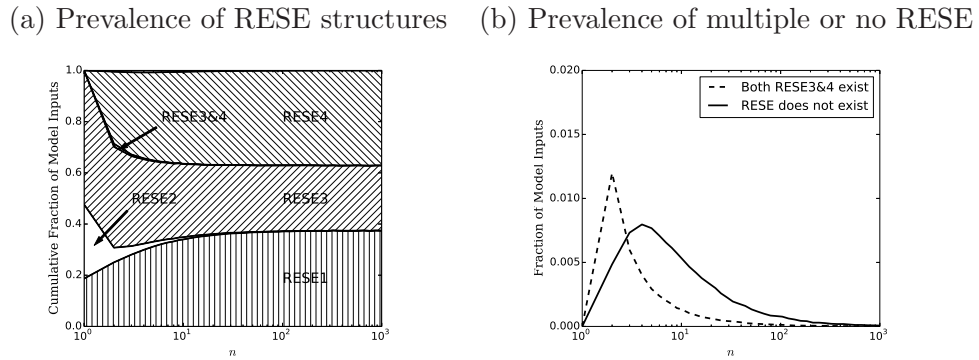 (a) Prevalence of RESE structures
(b) Prevalence of multiple or no RESE
Cumulative Fraction of Model Inputs
1.0
0.8
0.6
0.4
0.2
0.0
RESE3&4
RESE4
RESE2
RESE3
RESE1
10^0
10^1
10^2
10^3
n
Fraction of Model Inputs
0.020
0.015
0.010
0.005
0.000
Both RESE3&4 exist
RESE does not exist
10^0
10^1
10^2
10^3
n